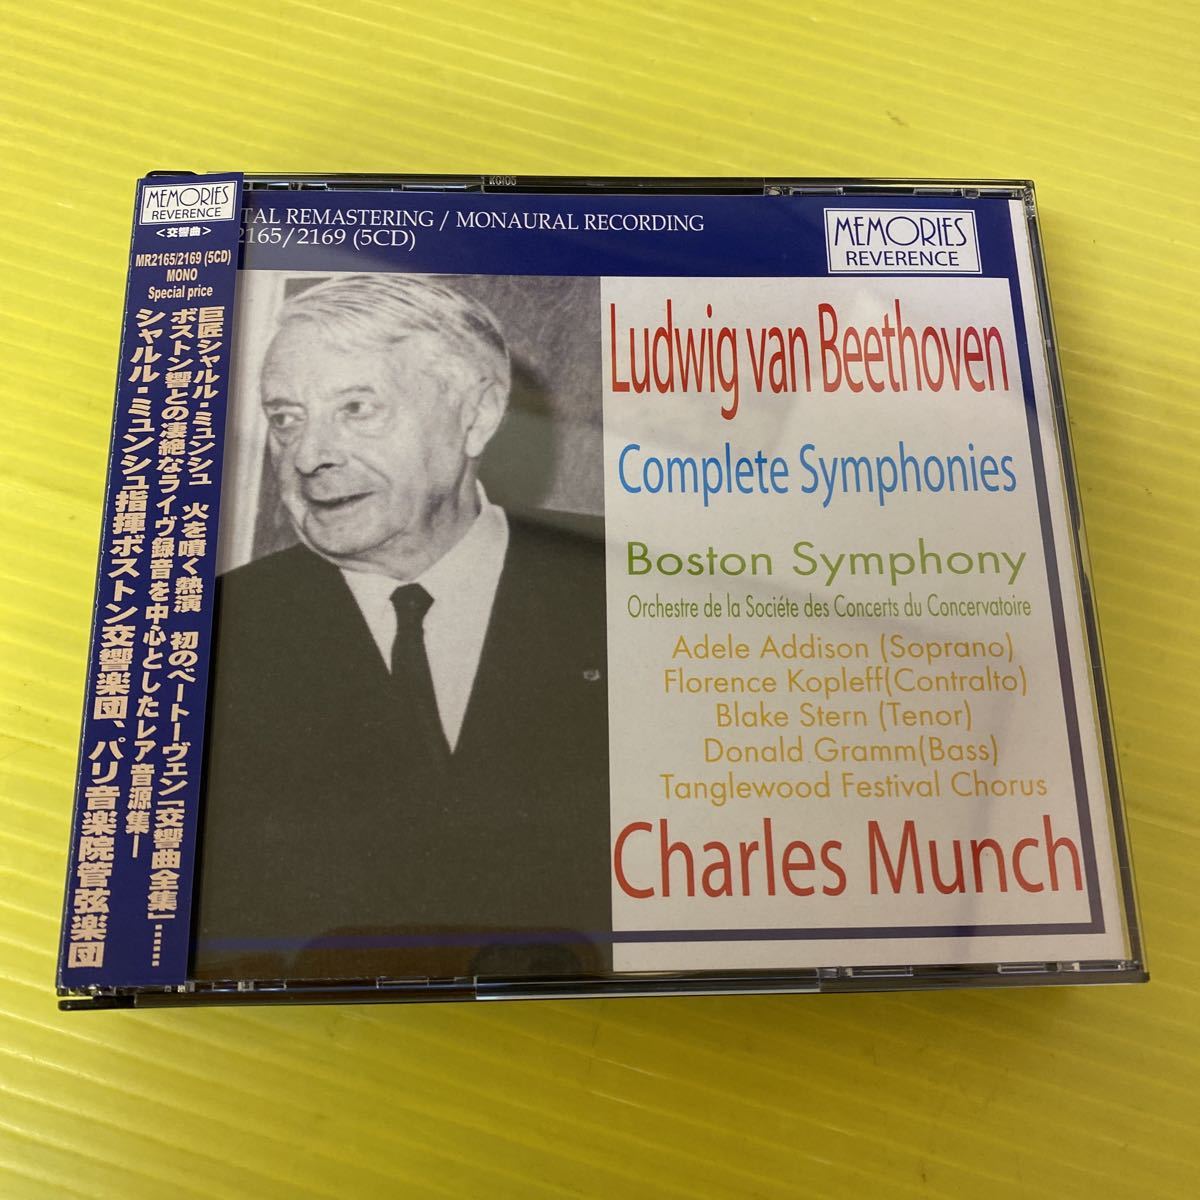 MEMORIES
REVERENCE
<交響曲>
MR2165/2169 (5CD)
MONO
Special price
巨匠シャルル・ミュンシュ 火を噴く熱演 初のベートーヴェン「交響曲全集」……
ボストン響との凄絶なライヴ録音を中心としたレア音源集―
シャルル・ミュンシュ指揮ボストン交響楽団、パリ音楽院管弦楽団
TAL REMASTERING / MONAURAL RECORDING
2165/2169 (5CD)
MEMORIES
REVERENCE
Ludwig van Beethoven
Complete Symphonies
Boston Symphony
Orchestre de la Sociéte des Concerts du Concervatoire
Adele Addison (Soprano)
Florence Kopleff(Contralto)
Blake Stern (Tenor)
Donald Gramm(Bass)
Tanglewood Festival Chorus
Charles Munch